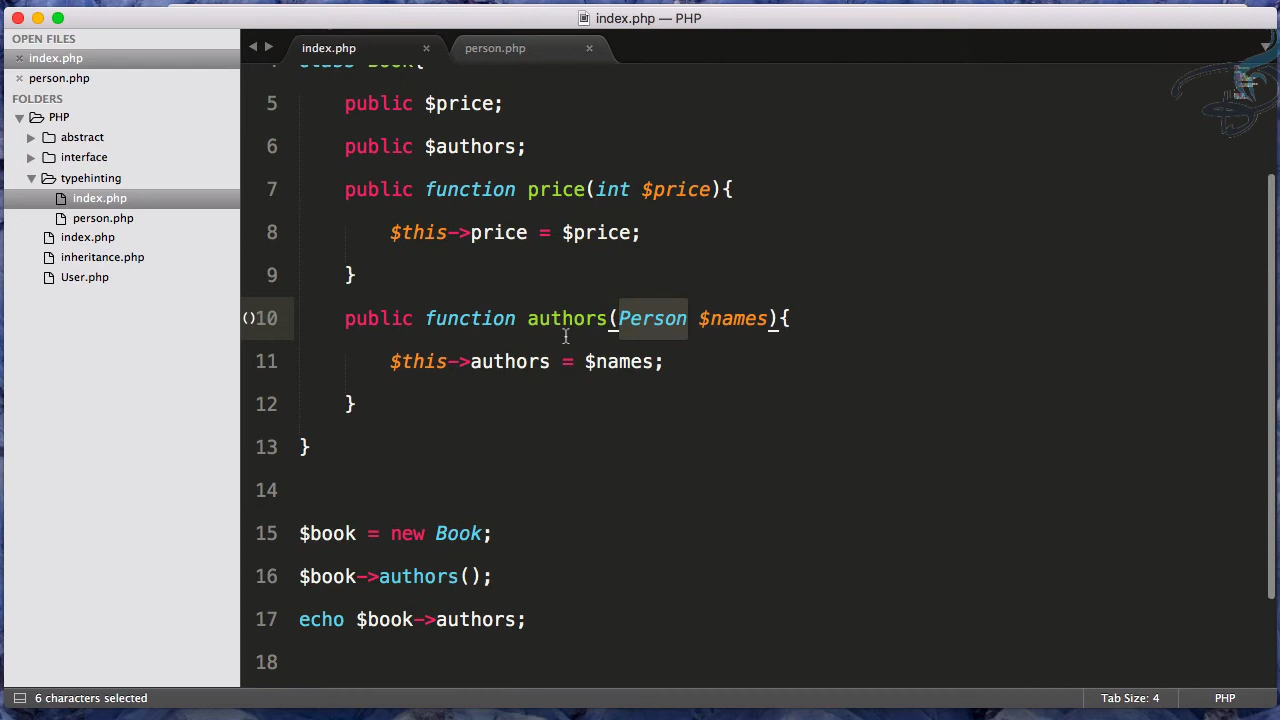 index.php — PHP
OPEN FILES
index.php
person.php
FOLDERS
PHP
abstract
interface
typehinting
index.php
person.php
index.php
inheritance.php
User.php
index.php
person.php
class Book{
5 public $price;
6 public $authors;
7 public function price(int $price){
8 $this->price = $price;
9 }
10 public function authors(Person $names){
11 $this->authors = $names;
12 }
13 }
14
15 $book = new Book;
16 $book->authors();
17 echo $book->authors;
18
6 characters selected
Tab Size: 4
PHP